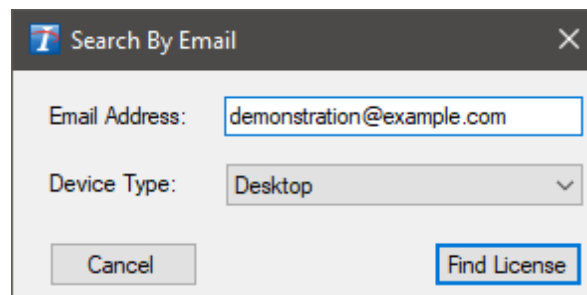 Search By Email
Email Address: demonstration@example.com
Device Type: Desktop
Cancel Find License